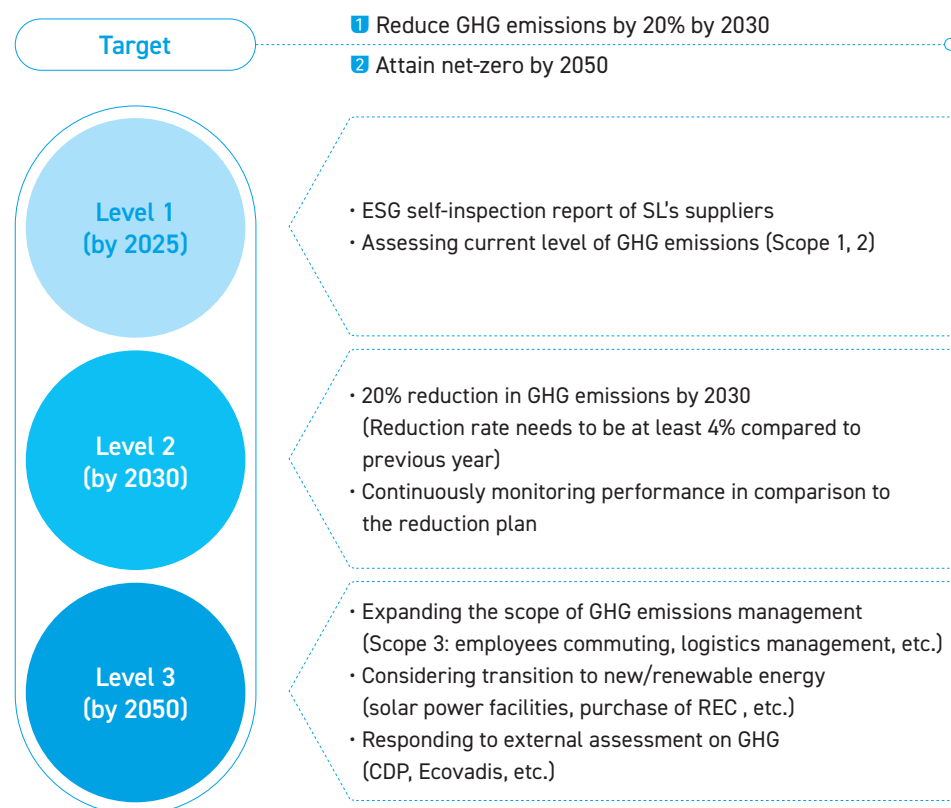 Target
1 Reduce GHG emissions by 20% by 2030
2 Attain net-zero by 2050
Level 1
(by 2025)
· ESG self-inspection report of SL's suppliers
· Assessing current level of GHG emissions (Scope 1, 2)
Level 2
(by 2030)
· 20% reduction in GHG emissions by 2030
(Reduction rate needs to be at least 4% compared to
previous year)
· Continuously monitoring performance in comparison to
the reduction plan
Level 3
(by 2050)
· Expanding the scope of GHG emissions management
(Scope 3: employees commuting, logistics management, etc.)
· Considering transition to new/renewable energy
(solar power facilities, purchase of REC , etc.)
· Responding to external assessment on GHG
(CDP, Ecovadis, etc.)